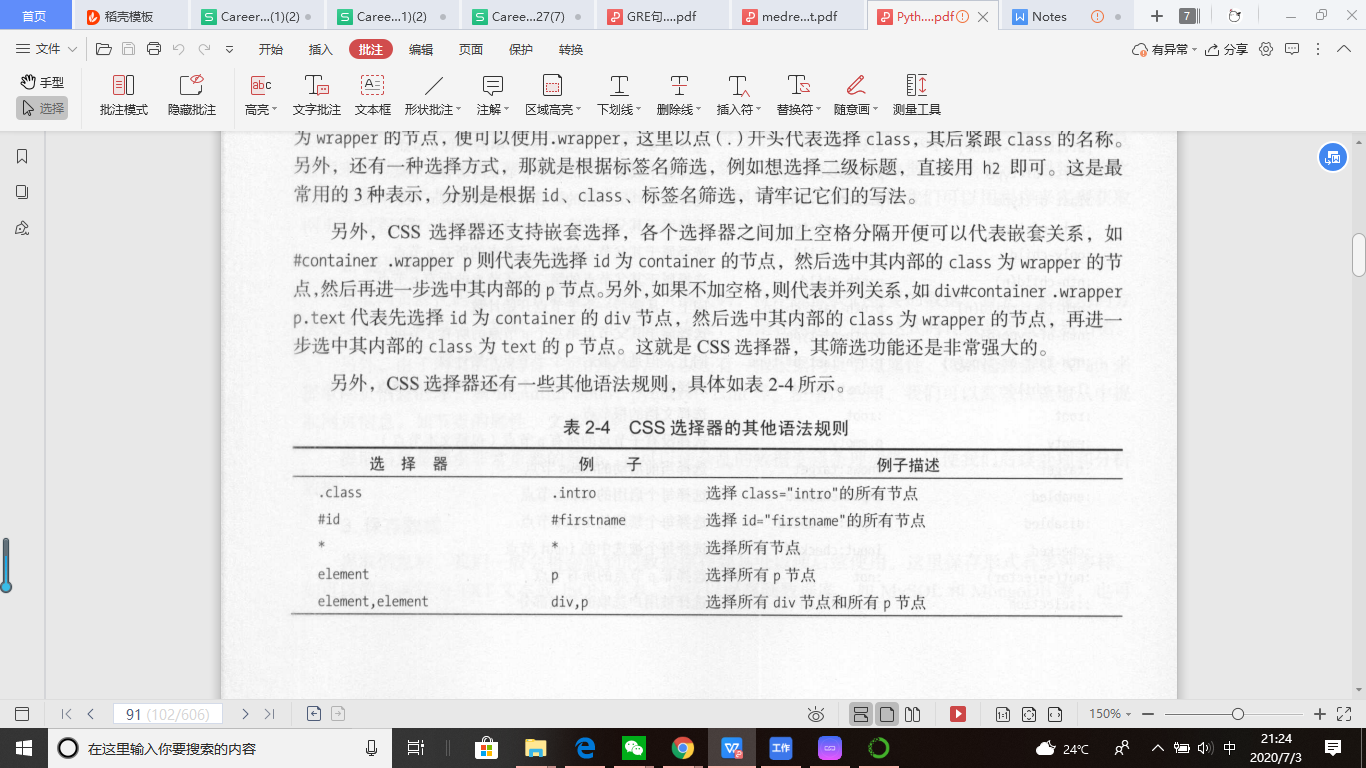 首页
稻壳模板
Career...(1)(2)
Caree...1)(2)
Caree...27(7)
GRE句....pdf
medre...t.pdf
Pyth....pdf
Notes
7
文件
开始
插入
批注
编辑
页面
保护
转换
有异常
分享
手型
选择
批注模式
隐藏批注
高亮
文字批注
文本框
形状批注
注解
区域高亮
下划线
删除线
插入符
替换符
随意画
测量工具
为 wrapper 的节点，便可以使用.wrapper，这里以点（.）开头代表选择 class，其后紧跟 class 的名称。
另外，还有一种选择方式，那就是根据标签名筛选，例如想选择二级标题，直接用 h2 即可。这是最
常用的 3 种表示，分别是根据 id、class、标签名筛选，请牢记它们的写法。
另外，CSS 选择器还支持嵌套选择，各个选择器之间加上空格分隔开便可以代表嵌套关系，如
#container .wrapper p 则代表先选择 id 为 container 的节点，然后选中其内部的 class 为 wrapper 的节
点，然后再进一步选中其内部的 p 节点。另外，如果不加空格，则代表并列关系，如 div#container .wrapper
p.text 代表先选择 id 为 container 的 div 节点，然后选中其内部的 class 为 wrapper 的节点，再进一
步选中其内部的 class 为 text 的 p 节点。这就是 CSS 选择器，其筛选功能还是非常强大的。
另外，CSS 选择器还有一些其他语法规则，具体如表 2-4 所示。
表 2-4 CSS 选择器的其他语法规则
选 择 器 例 子 例子描述
.class .intro 选择 class="intro"的所有节点
#id #firstname 选择 id="firstname"的所有节点
* * 选择所有节点
element p 选择所有 p 节点
element,element div,p 选择所有 div 节点和所有 p 节点
91 (102/606)
150%
在这里输入你要搜索的内容
工作
24℃
中
21:24
2020/7/3